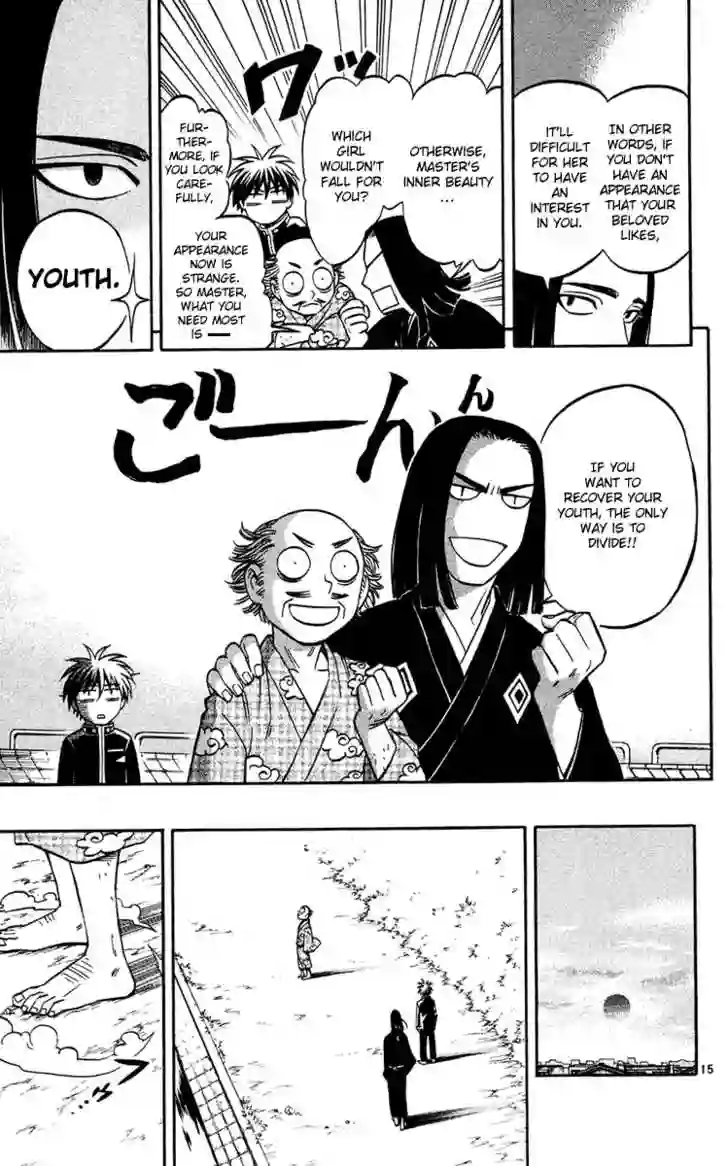 IN OTHER
WORDS, IF
YOU DON'T
HAVE AN
APPEARANCE
THAT YOUR
BELOVED
LIKES,
IT'LL
DIFFICULT
FOR HER
TO HAVE
AN
INTEREST
IN YOU.
OTHERWISE,
MASTER'S
INNER BEAUTY
...
WHICH
GIRL
WOULDN'T
FALL FOR
YOU?
クワッ
FUR-
THER-
MORE, IF
YOU LOOK
CARE-
FULLY,
YOUR
APPEARANCE
NOW IS
STRANGE.
SO MASTER,
WHAT YOU
NEED MOST
IS —
YOUTH.
IF YOU
WANT TO
RECOVER YOUR
YOUTH, THE ONLY
WAY IS TO
DIVIDE!!
ごーんん
15